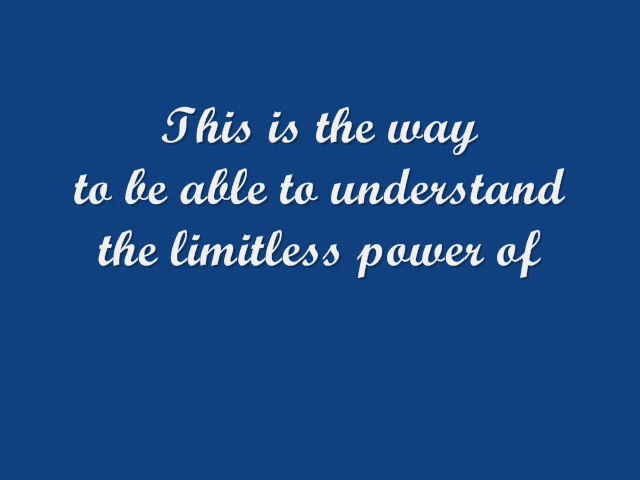 This is the way
to be able to understand
the limitless power of